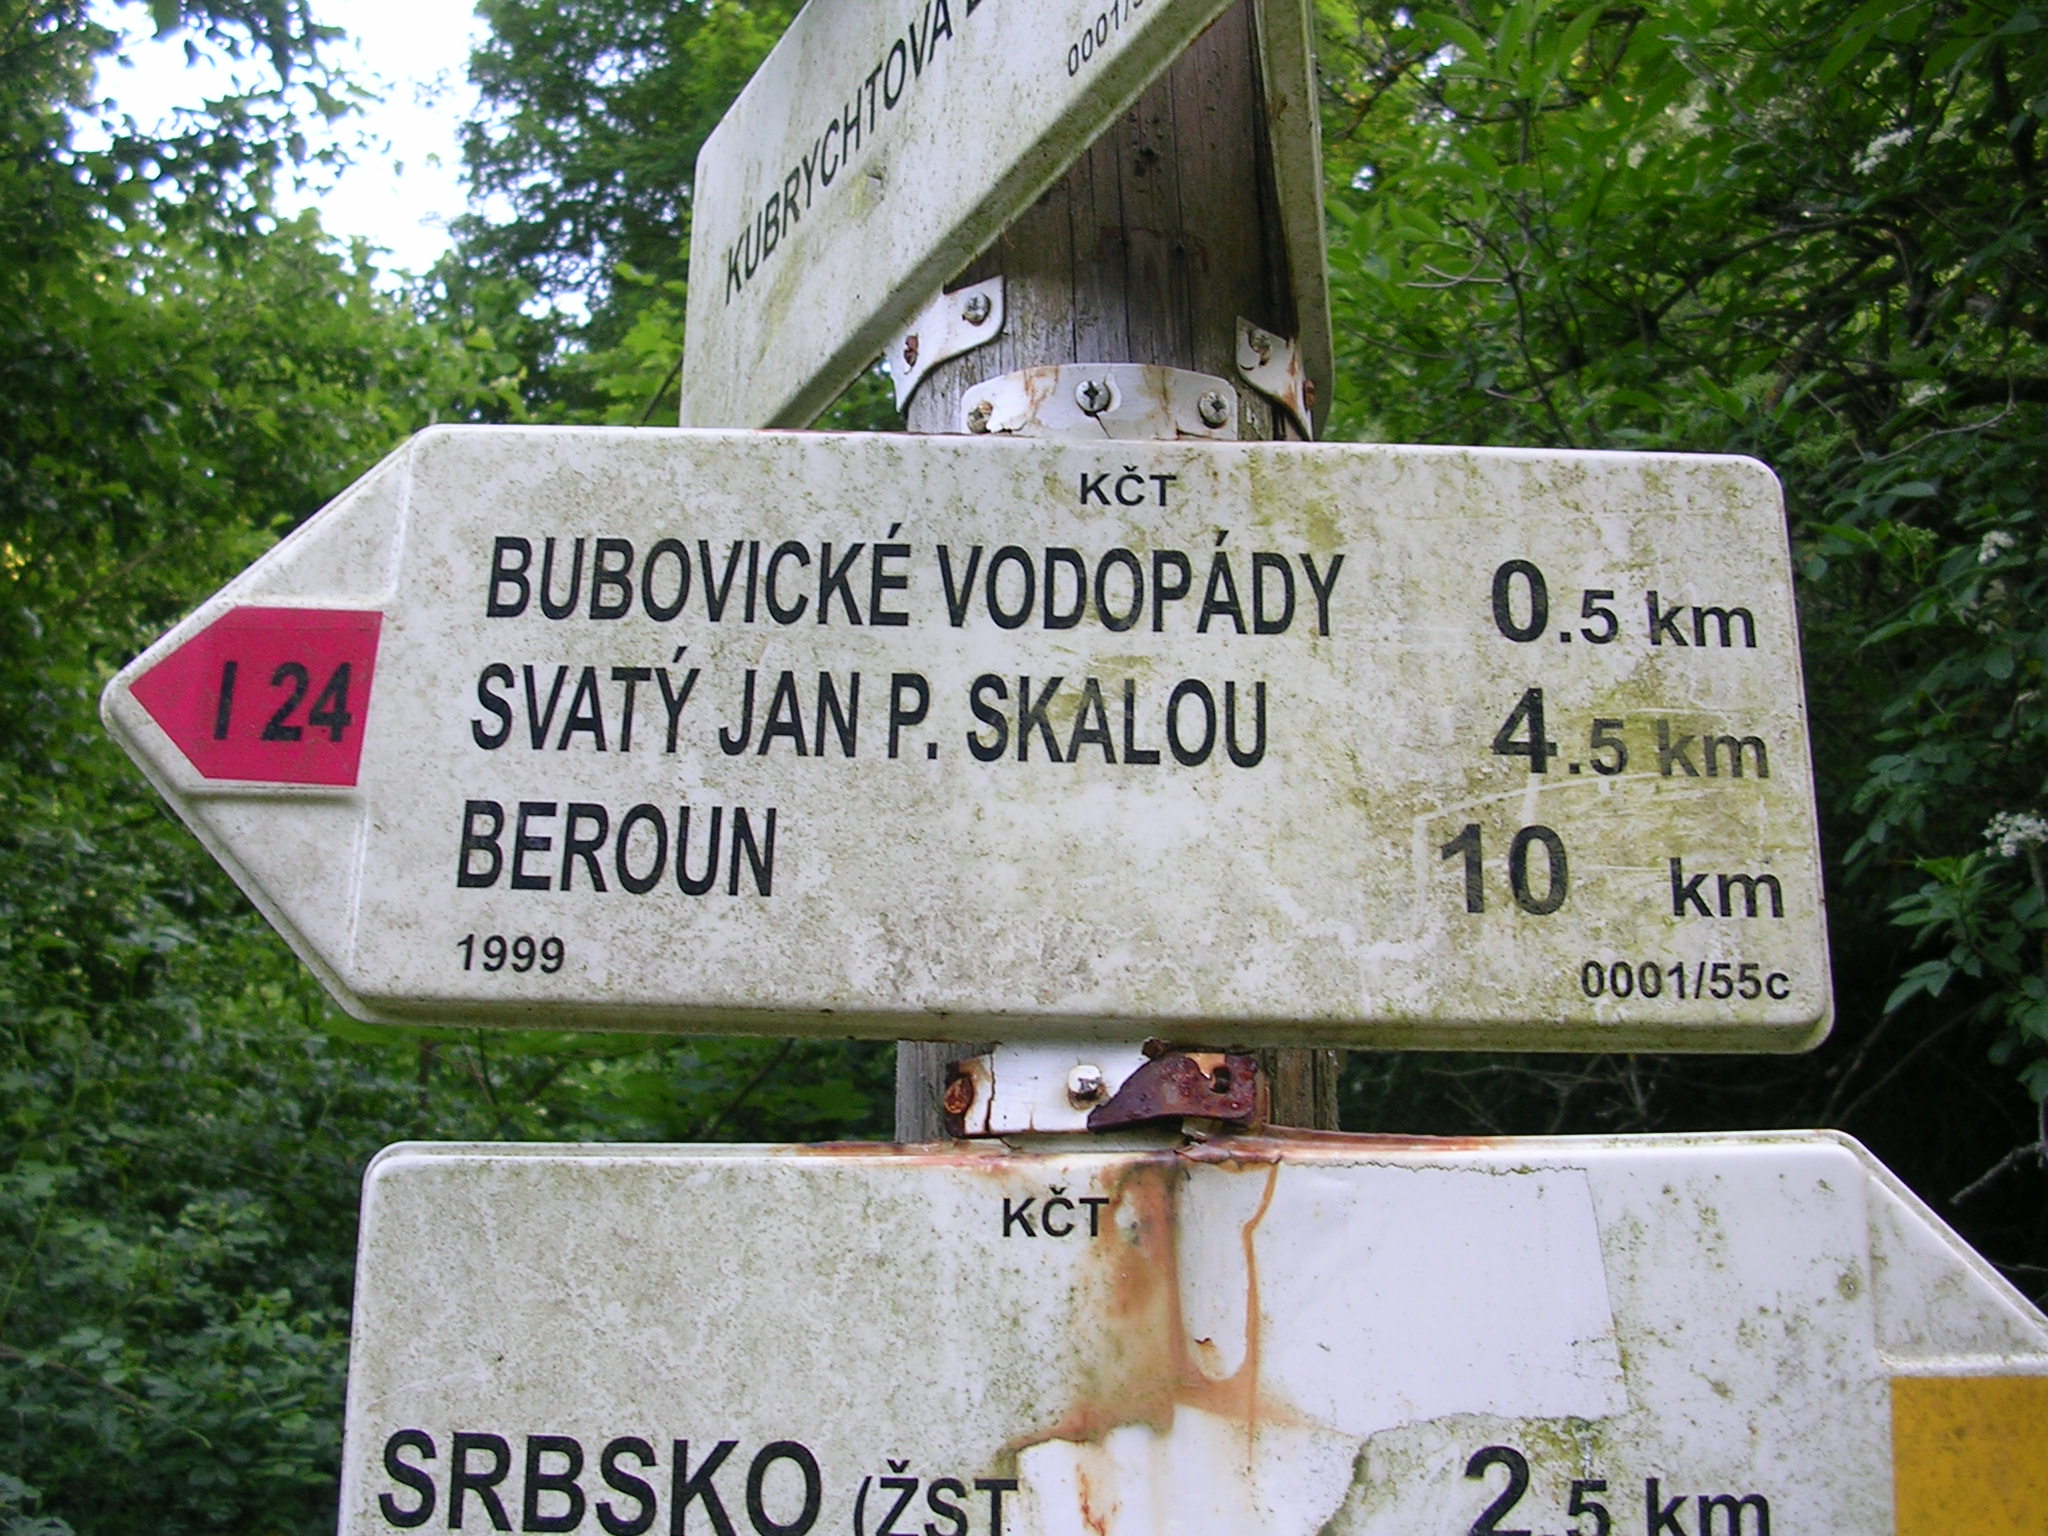 KUBRYCHTOVA
KČT
BUBOVICKÉ VODOPÁDY 0.5 km
I 24
SVATÝ JAN P. SKALOU 4.5 km
BEROUN 10 km
1999 0001/55c
KČT
SRBSKO (ŽST 2.5 km